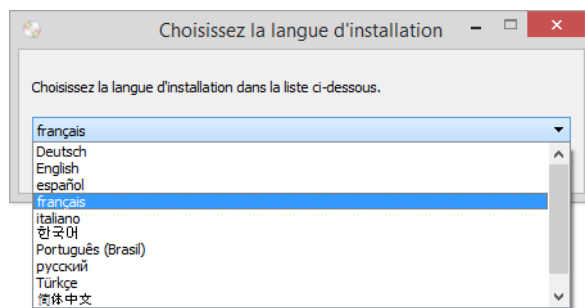 Choisissez la langue d'installation
Choisissez la langue d'installation dans la liste ci-dessous.
français
Deutsch
English
español
français
italiano
한국어
Português (Brasil)
русский
Türkçe
简体中文